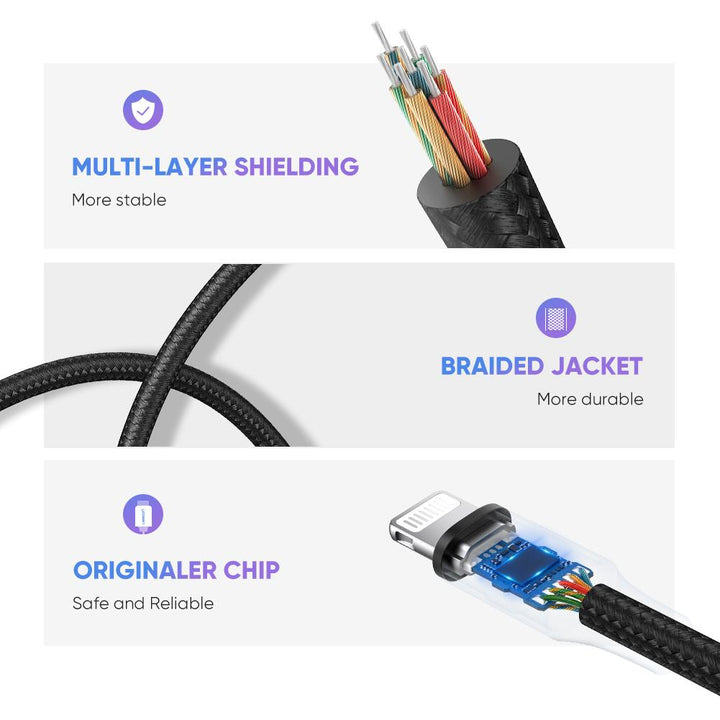 MULTI-LAYER SHIELDING
More stable
BRAIDED JACKET
More durable
ORIGINALER CHIP
Safe and Reliable